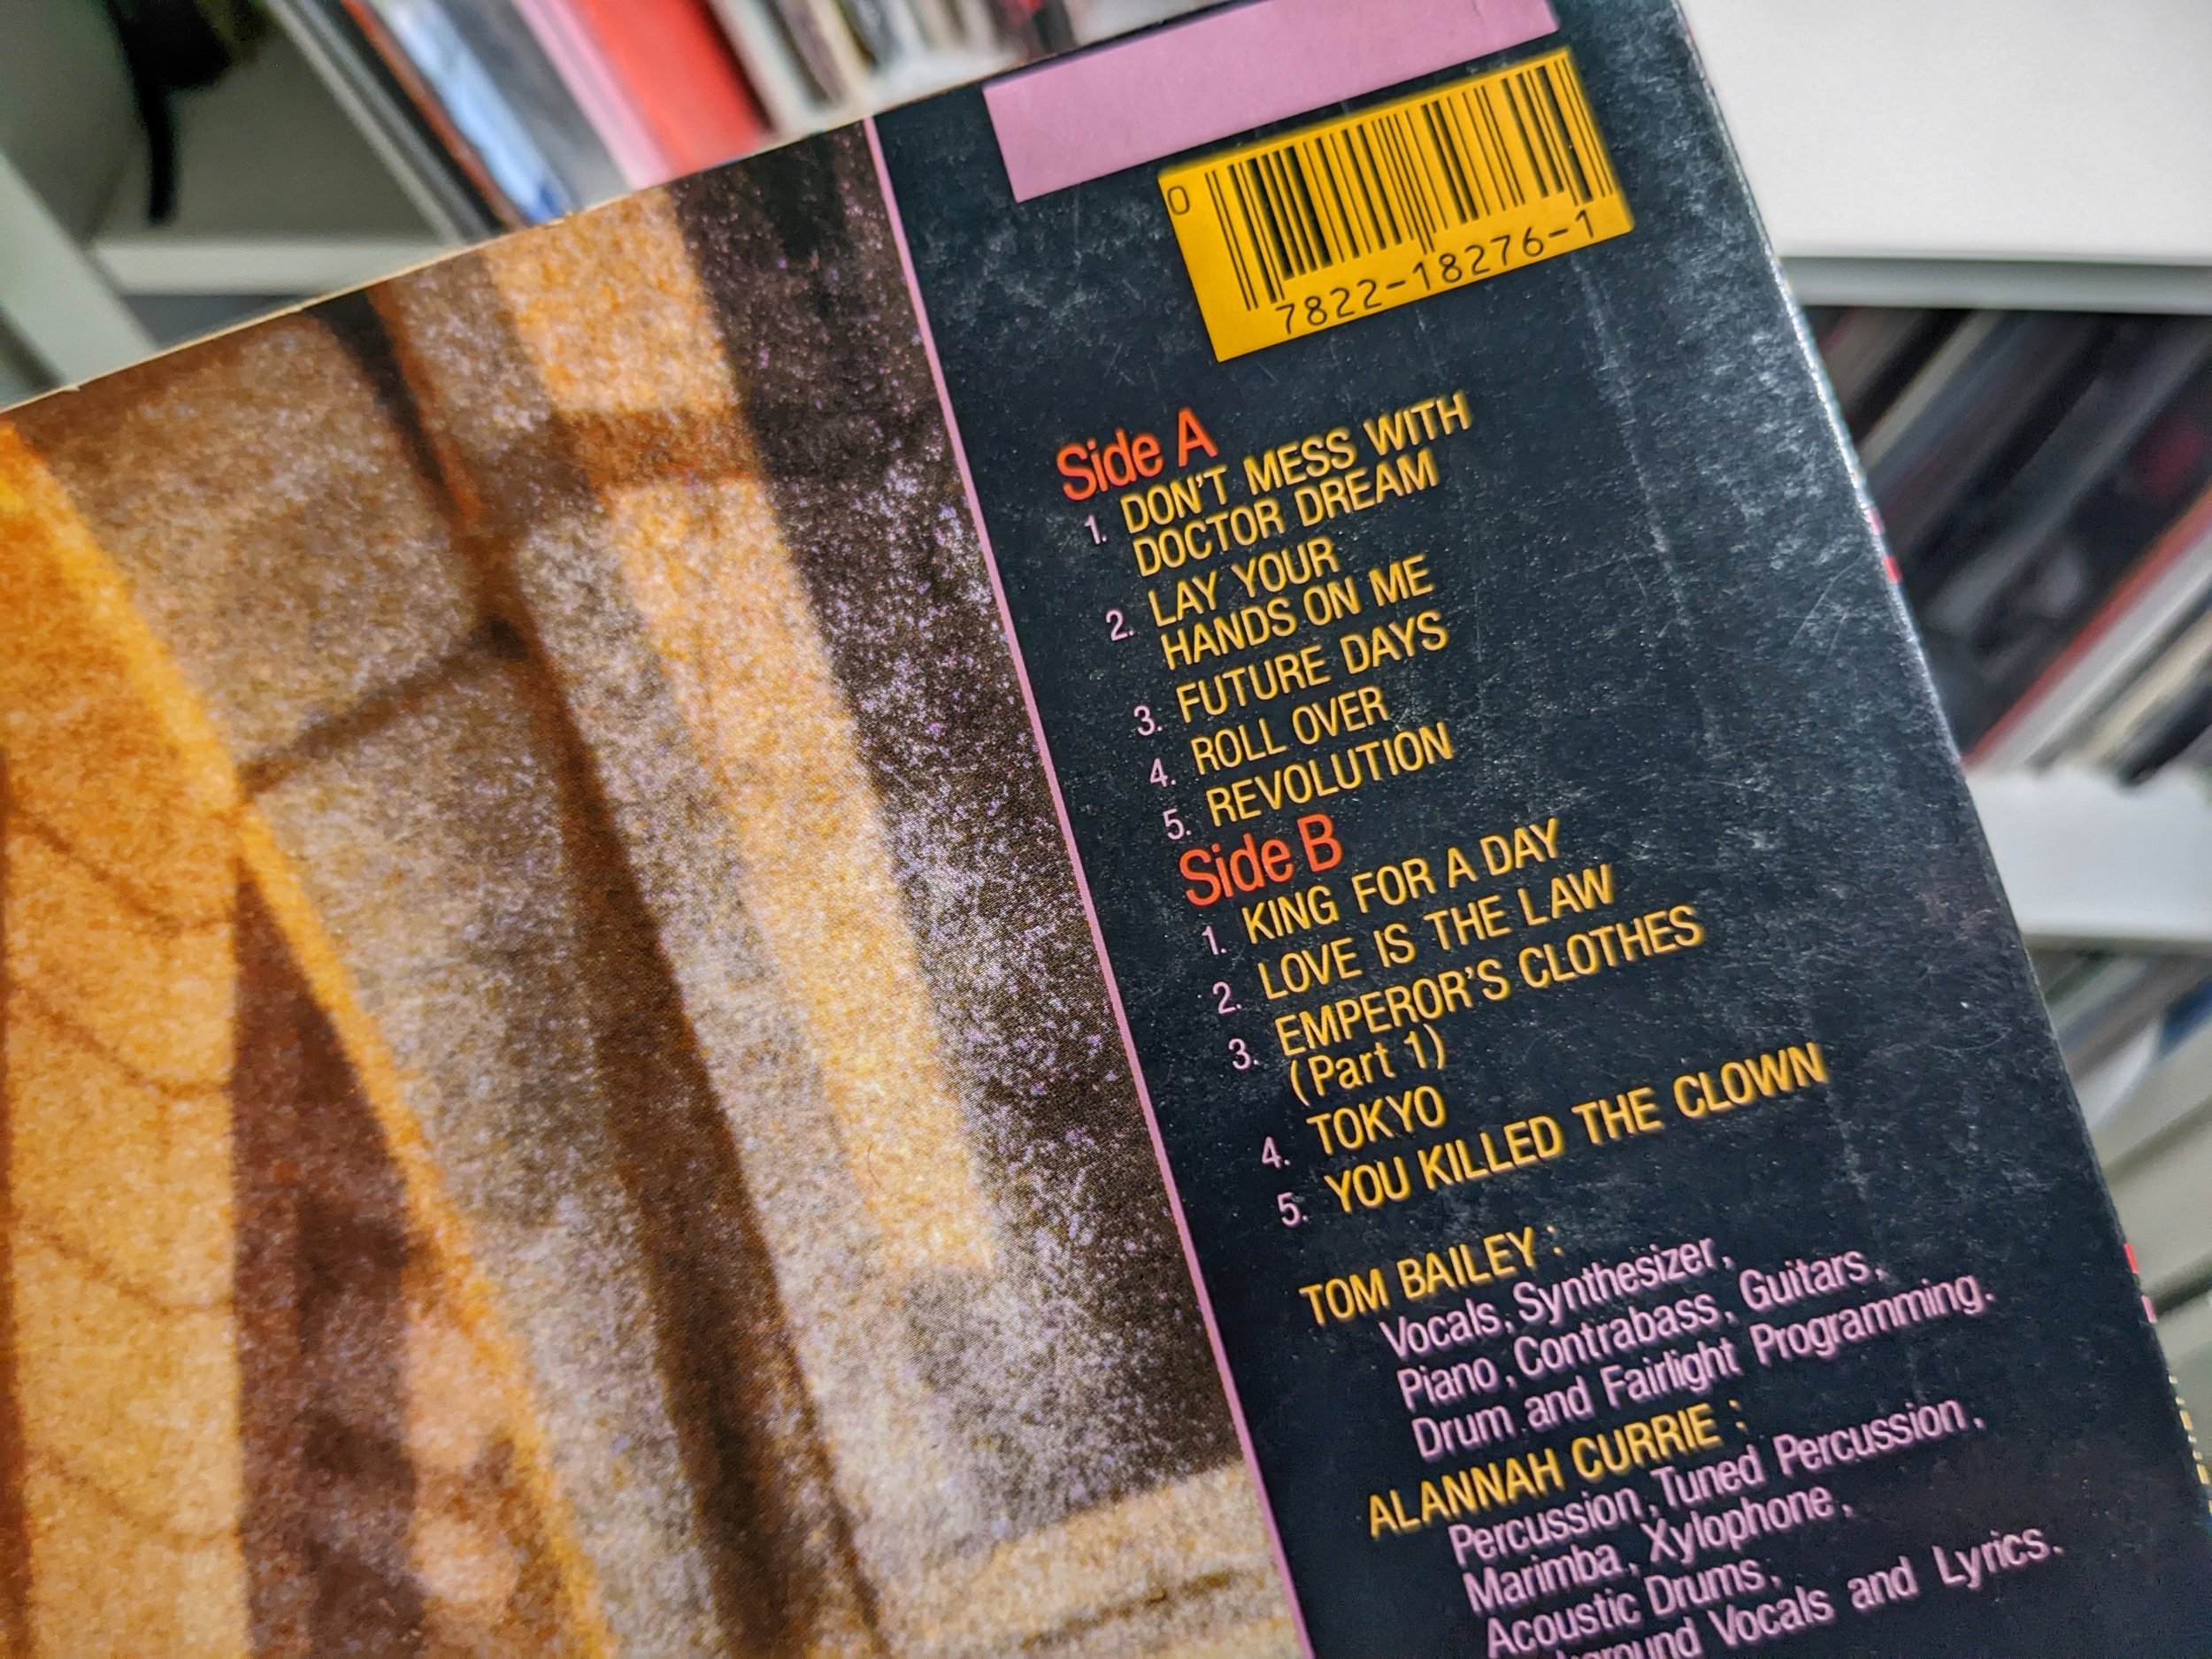 0
7822-18276-1
Side A
1. DON'T MESS WITH
DOCTOR DREAM
2. LAY YOUR
HANDS ON ME
3. FUTURE DAYS
4. ROLL OVER
5. REVOLUTION
Side B
1. KING FOR A DAY
2. LOVE IS THE LAW
3. EMPEROR'S CLOTHES
(Part 1)
4. TOKYO
5. YOU KILLED THE CLOWN
TOM BAILEY :
Vocals, Synthesizer,
Piano, Contrabass, Guitars,
Drum and Fairlight Programming.
ALANNAH CURRIE :
Percussion, Tuned Percussion,
Marimba, Xylophone,
Acoustic Drums,
Vocals and Lyrics.